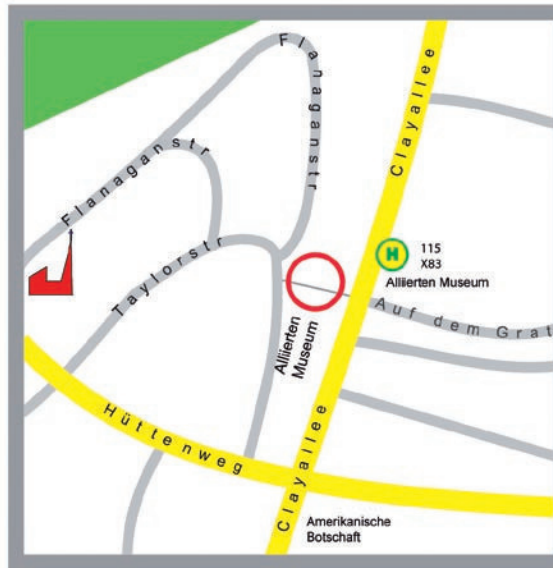 Flanaganstr
Clayallee
Flanaganstr
Taylorstr
H
115
X83
Alliierten Museum
Auf dem Grat
Alliierten
Museum
Hüttenweg
Clayallee
Amerikanische
Botschaft